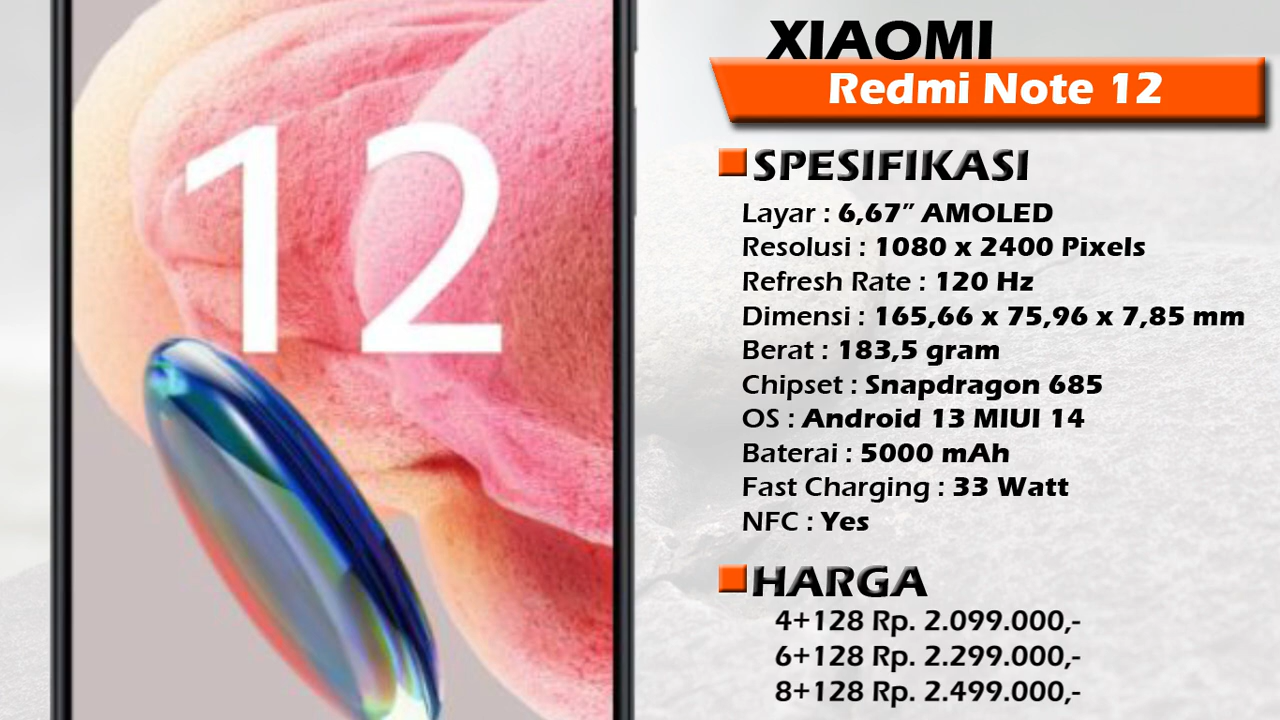 12
XIAOMI
Redmi Note 12
SPESIFIKASI
Layar : 6,67” AMOLED
Resolusi : 1080 x 2400 Pixels
Refresh Rate : 120 Hz
Dimensi : 165,66 x 75,96 x 7,85 mm
Berat : 183,5 gram
Chipset : Snapdragon 685
OS : Android 13 MIUI 14
Baterai : 5000 mAh
Fast Charging : 33 Watt
NFC : Yes
HARGA
4+128 Rp. 2.099.000,-
6+128 Rp. 2.299.000,-
8+128 Rp. 2.499.000,-